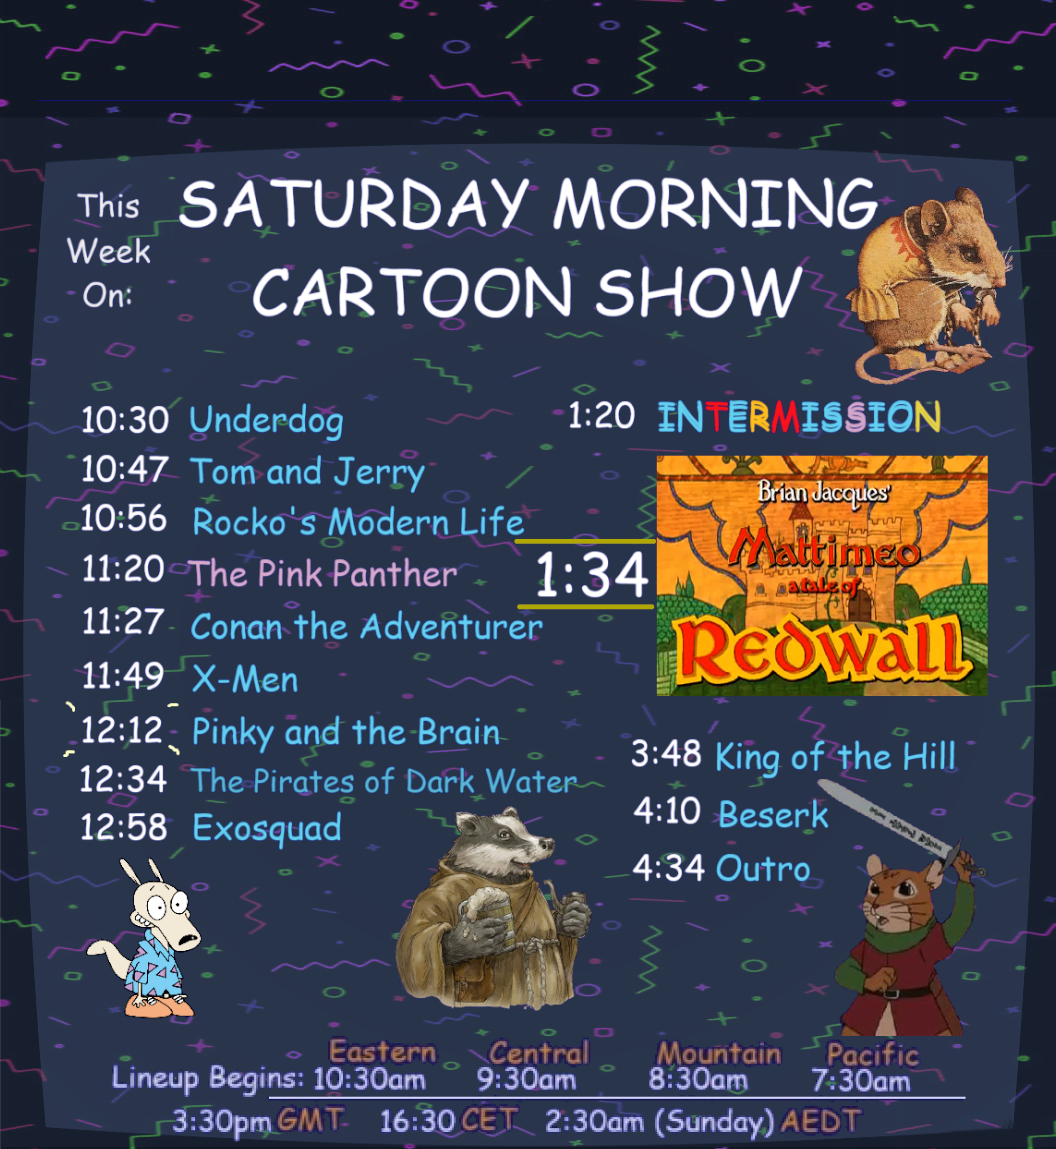 This
Week
On:
SATURDAY MORNING
CARTOON SHOW
10:30 Underdog
10:47 Tom and Jerry
10:56 Rocko's Modern Life
11:20 The Pink Panther
11:27 Conan the Adventurer
11:49 X-Men
12:12 Pinky and the Brain
12:34 The Pirates of Dark Water
12:58 Exosquad
1:20 INTERMISSION
1:34
Brian Jacques'
Mattimeo
a tale of
REDWALL
3:48 King of the Hill
4:10 Beserk
4:34 Outro
Eastern Central Mountain Pacific
Lineup Begins: 10:30am 9:30am 8:30am 7:30am
3:30pm GMT 16:30 CET 2:30am (Sunday) AEDT